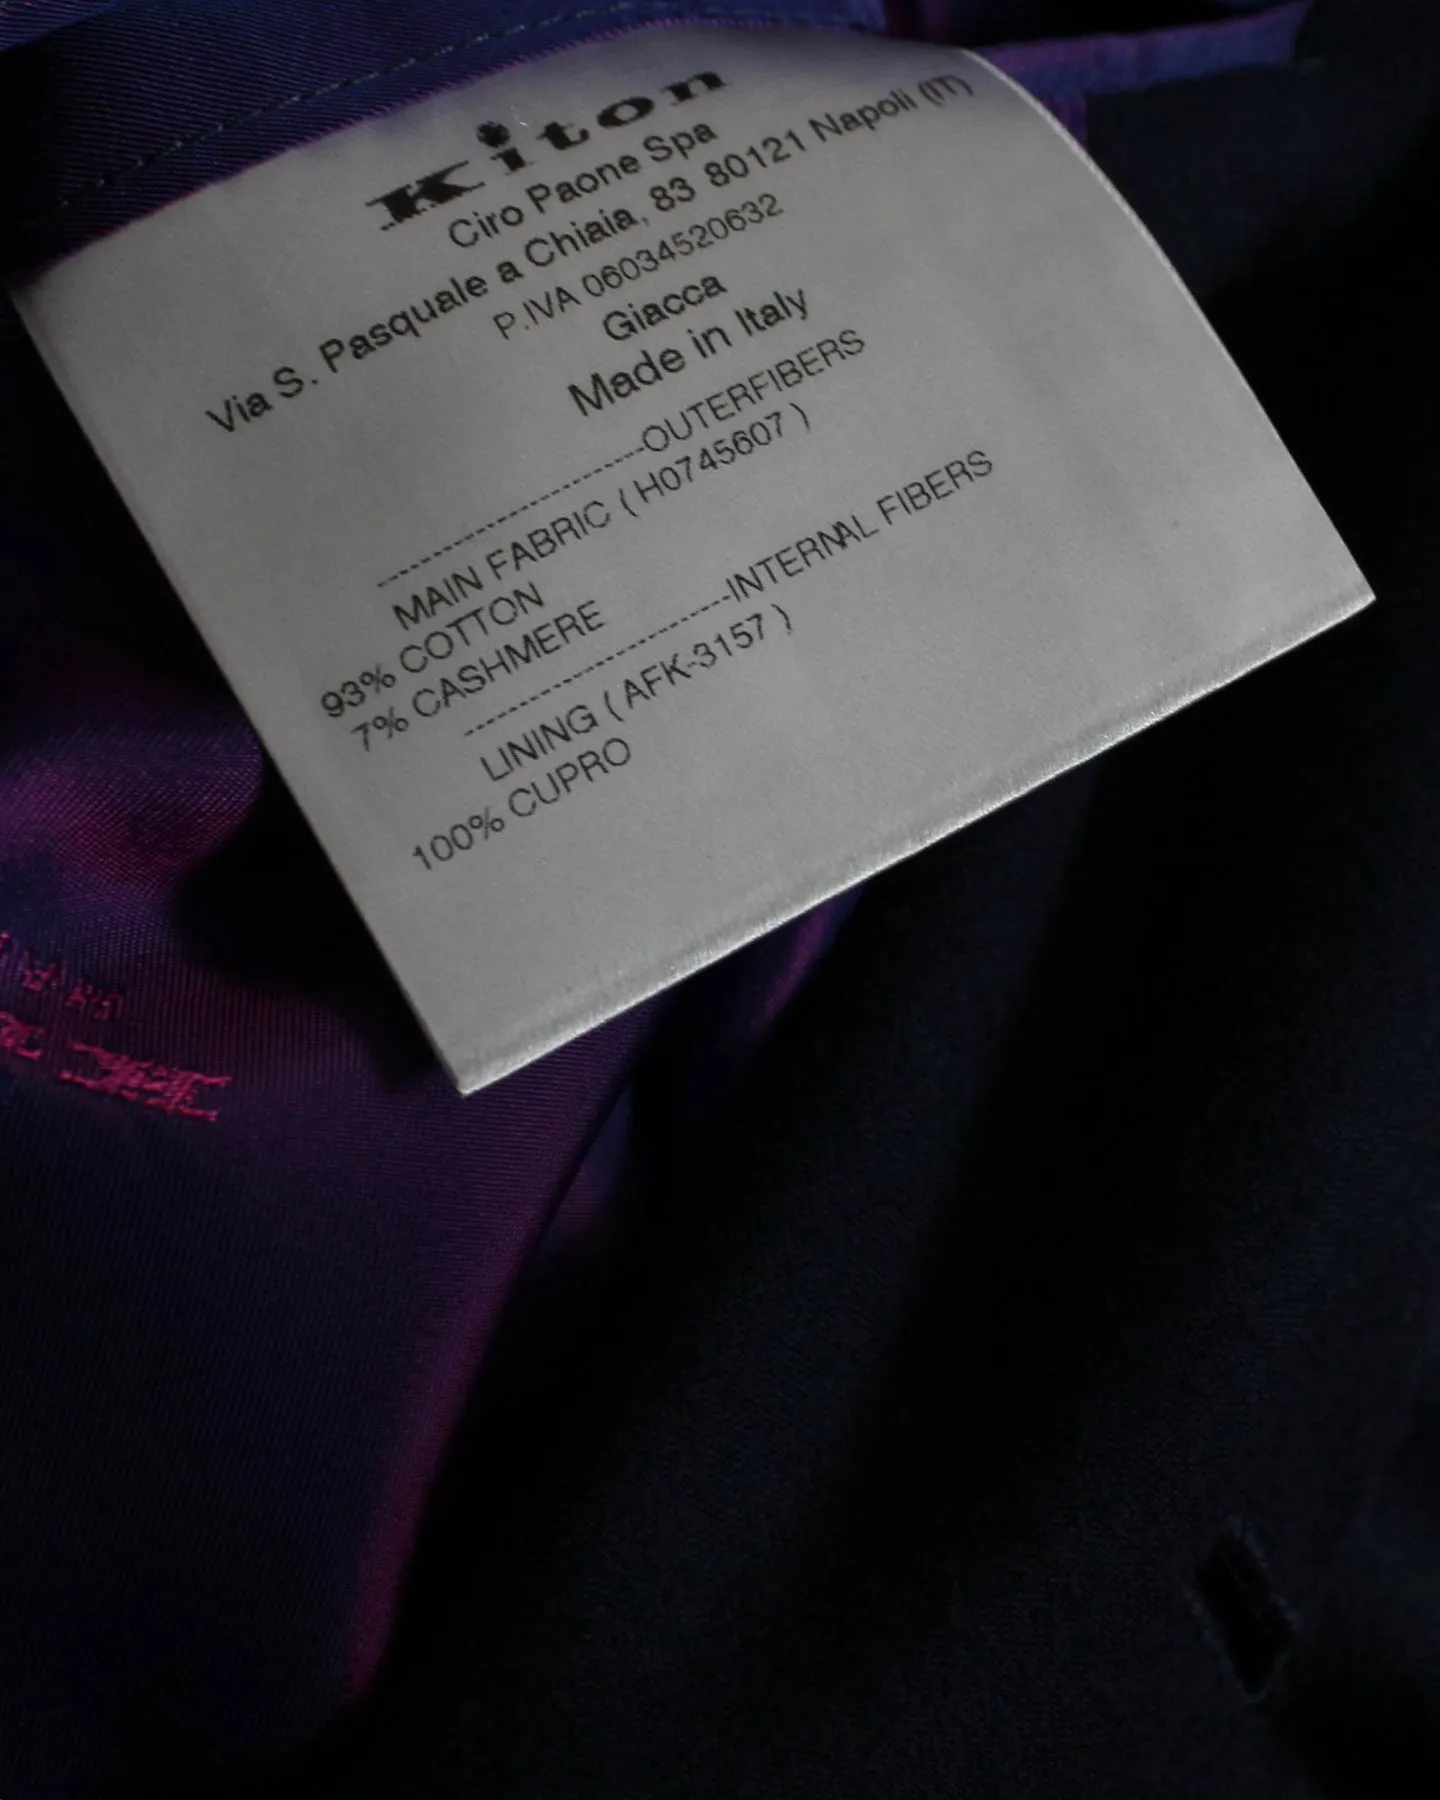 Kiton
Ciro Paone Spa
Via S. Pasquale a Chiaia, 83 80121 Napoli (IT)
P.IVA 06034520632
Giacca
Made in Italy
--------------------OUTERFIBERS
MAIN FABRIC ( H0745607 )
93% COTTON
7% CASHMERE
--------------------INTERNAL FIBERS
LINING ( AFK-3157 )
100% CUPRO